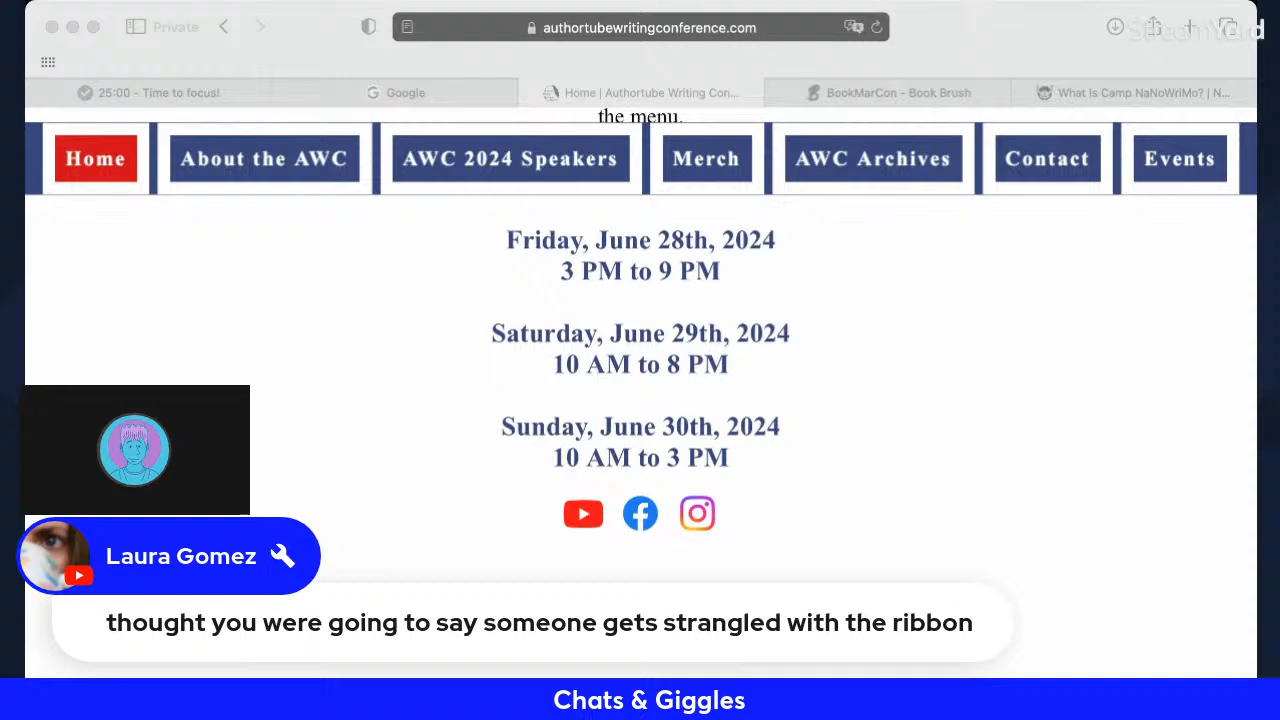 Private
authortubewritingconference.com
StreamYard
25:00 - Time to focus!
Google
Home | Authortube Writing Con...
BookMarCon - Book Brush
What Is Camp NaNoWriMo? | N...
the menu.
Home
About the AWC
AWC 2024 Speakers
Merch
AWC Archives
Contact
Events
Friday, June 28th, 2024
3 PM to 9 PM
Saturday, June 29th, 2024
10 AM to 8 PM
Sunday, June 30th, 2024
10 AM to 3 PM
Laura Gomez
thought you were going to say someone gets strangled with the ribbon
Chats & Giggles